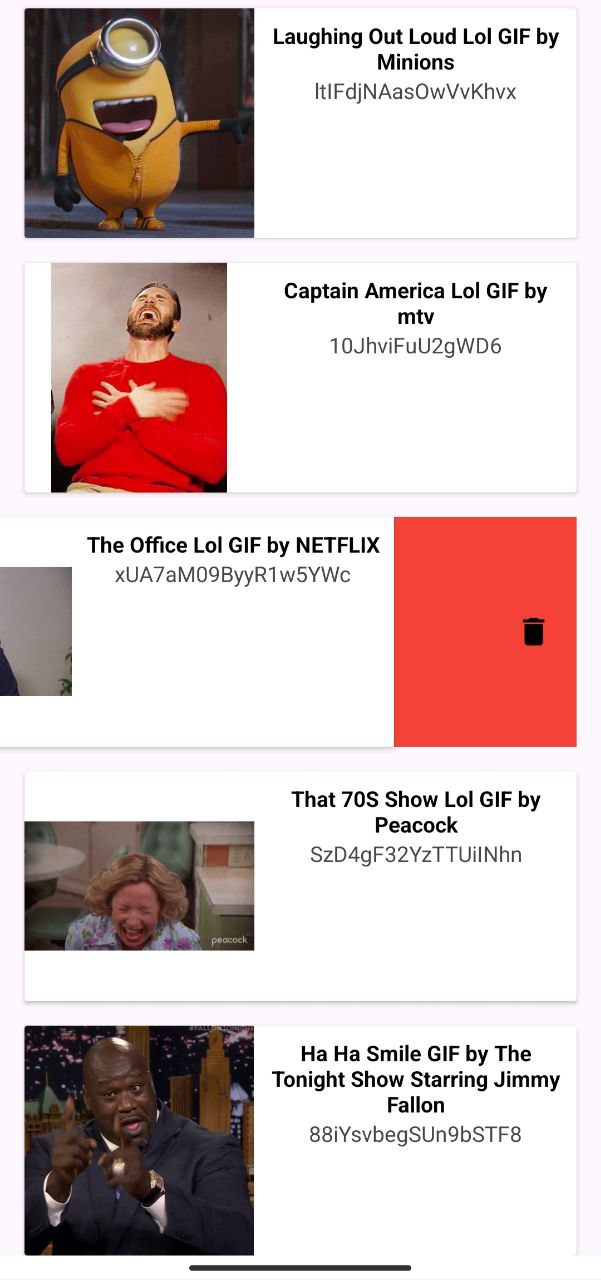 Laughing Out Loud Lol GIF by
Minions
ltIFdjNAasOwVvKhvx
Captain America Lol GIF by
mtv
10JhviFuU2gWD6
The Office Lol GIF by NETFLIX
xUA7aM09ByyR1w5YWc
That 70S Show Lol GIF by
Peacock
SzD4gF32YzTTUiINhn
peacock
Ha Ha Smile GIF by The
Tonight Show Starring Jimmy
Fallon
88iYsvbegSUn9bSTF8